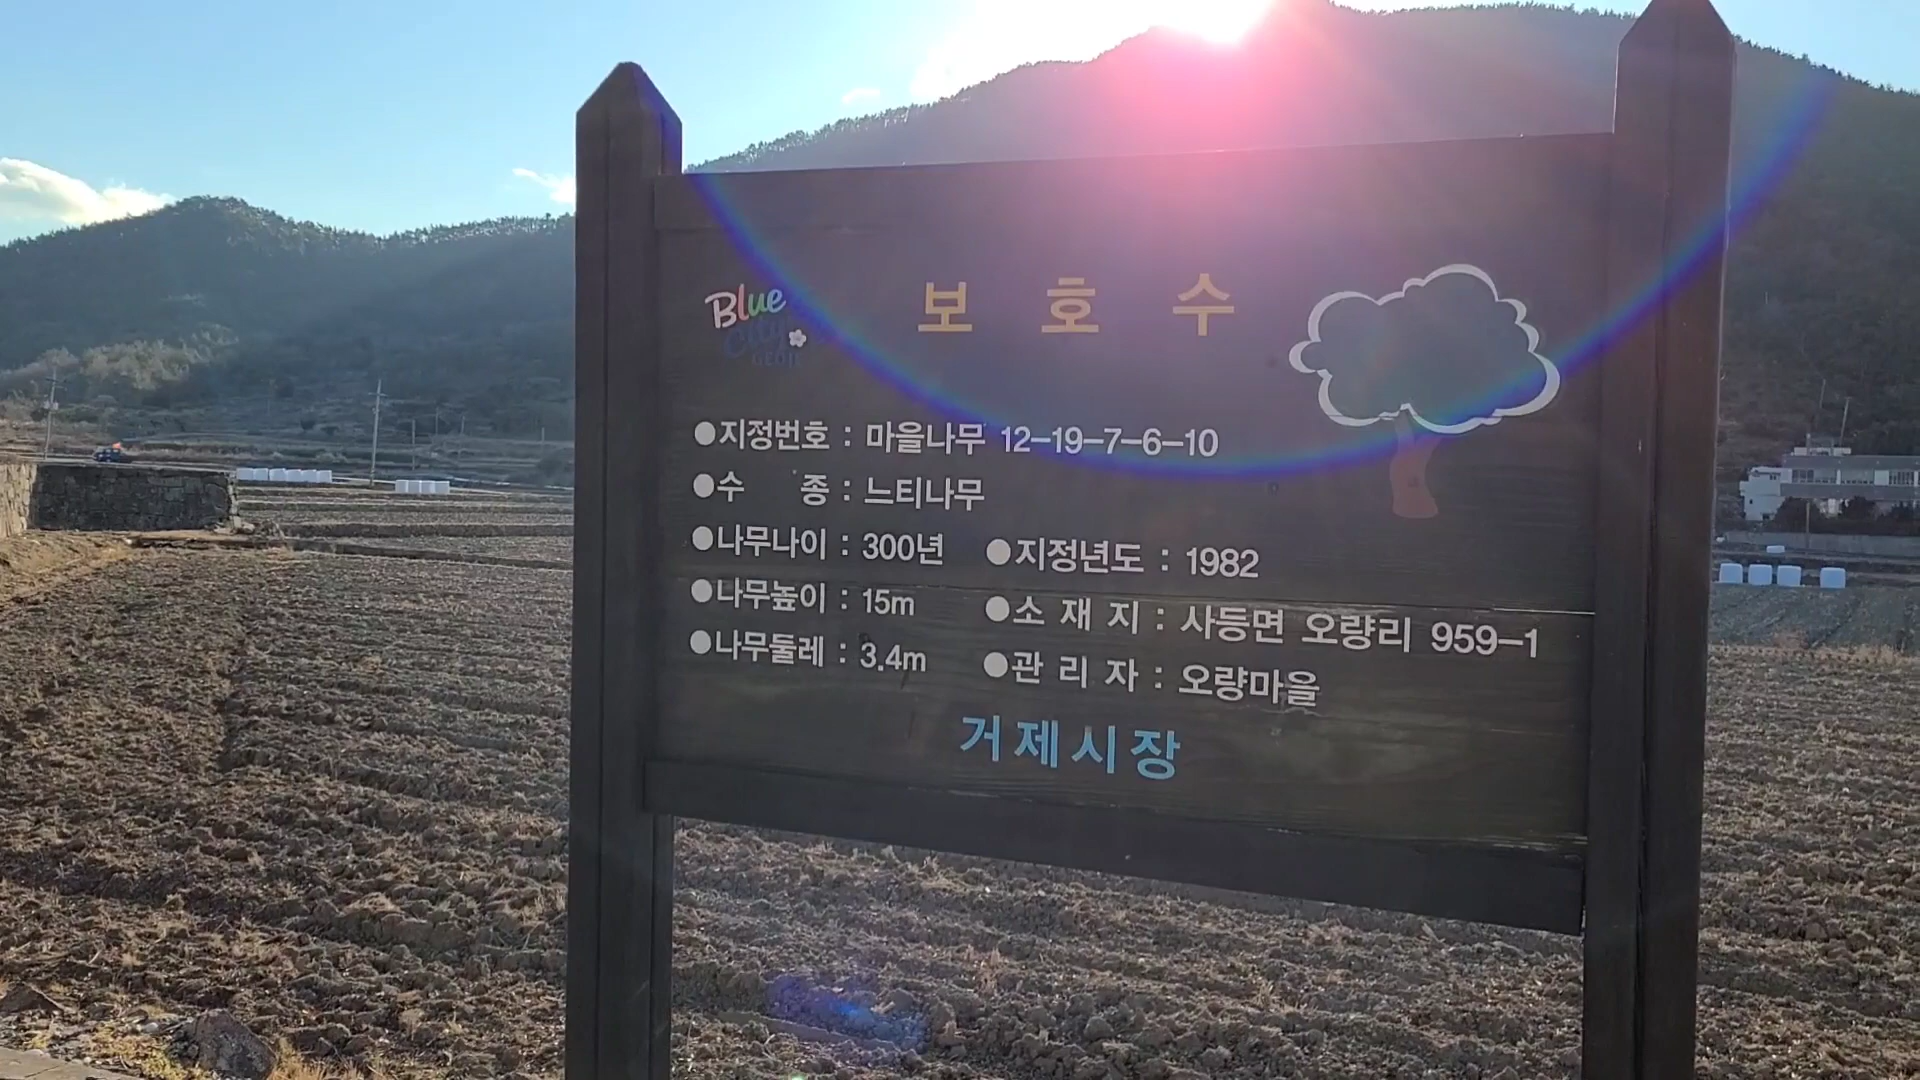 Blue
City
GEOJE
보 호 수
●지정번호 : 마을나무 12-19-7-6-10
●수 종 : 느티나무
●나무나이 : 300년 ●지정년도 : 1982
●나무높이 : 15m ●소 재 지 : 사등면 오량리 959-1
●나무둘레 : 3.4m ●관 리 자 : 오량마을
거제시장